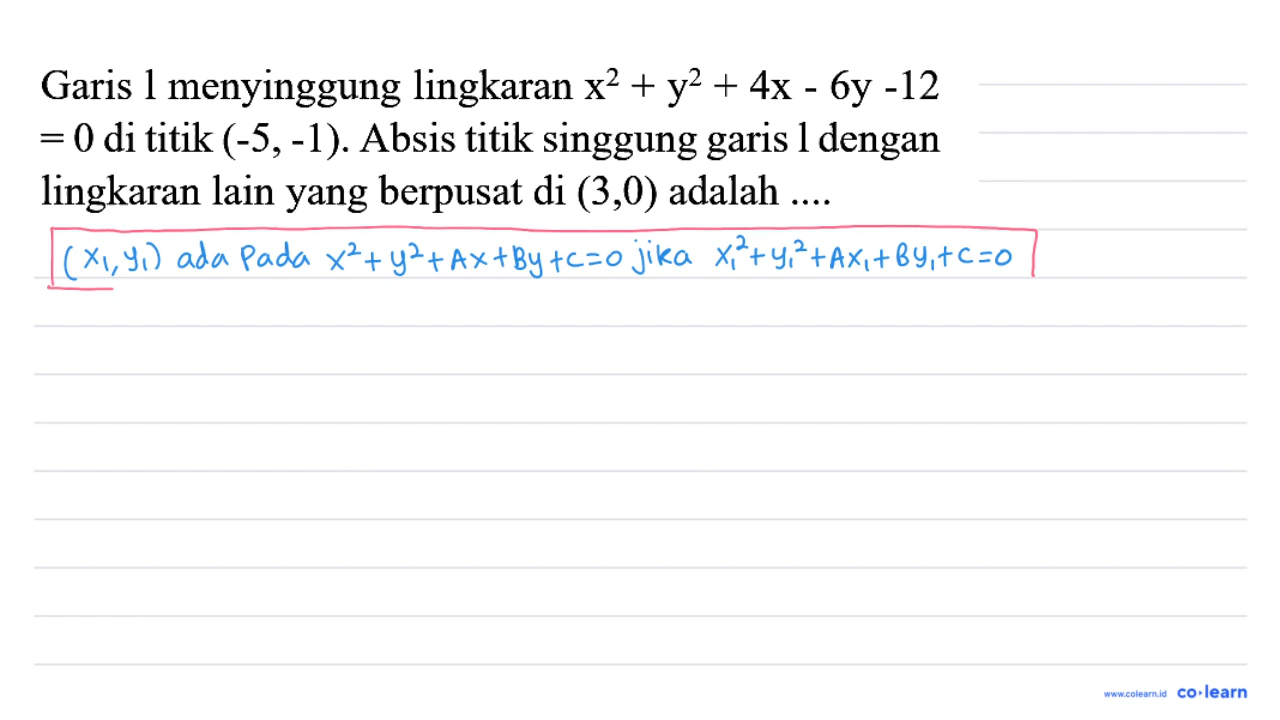 Garis l menyinggung lingkaran x² + y² + 4x - 6y -12
= 0 di titik (-5, -1). Absis titik singgung garis l dengan
lingkaran lain yang berpusat di (3,0) adalah ....
(x₁, y₁) ada pada x² + y² + Ax + By + C = 0 jika x₁² + y₁² + Ax₁ + By₁ + C = 0
www.colearn.id co·learn